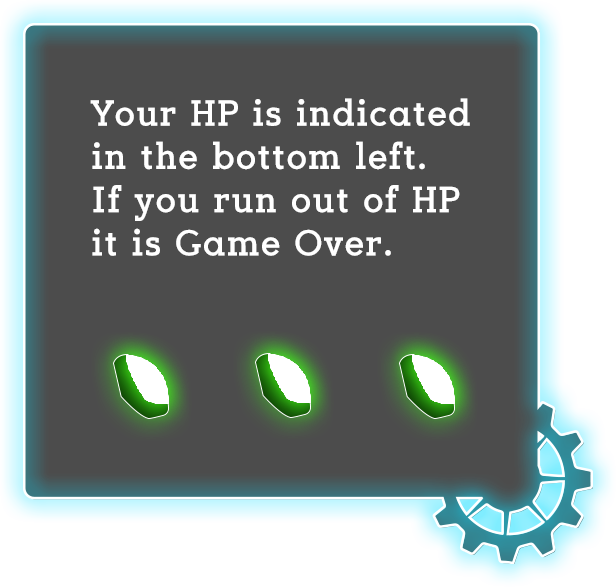 Your HP is indicated
in the bottom left.
If you run out of HP
it is Game Over.